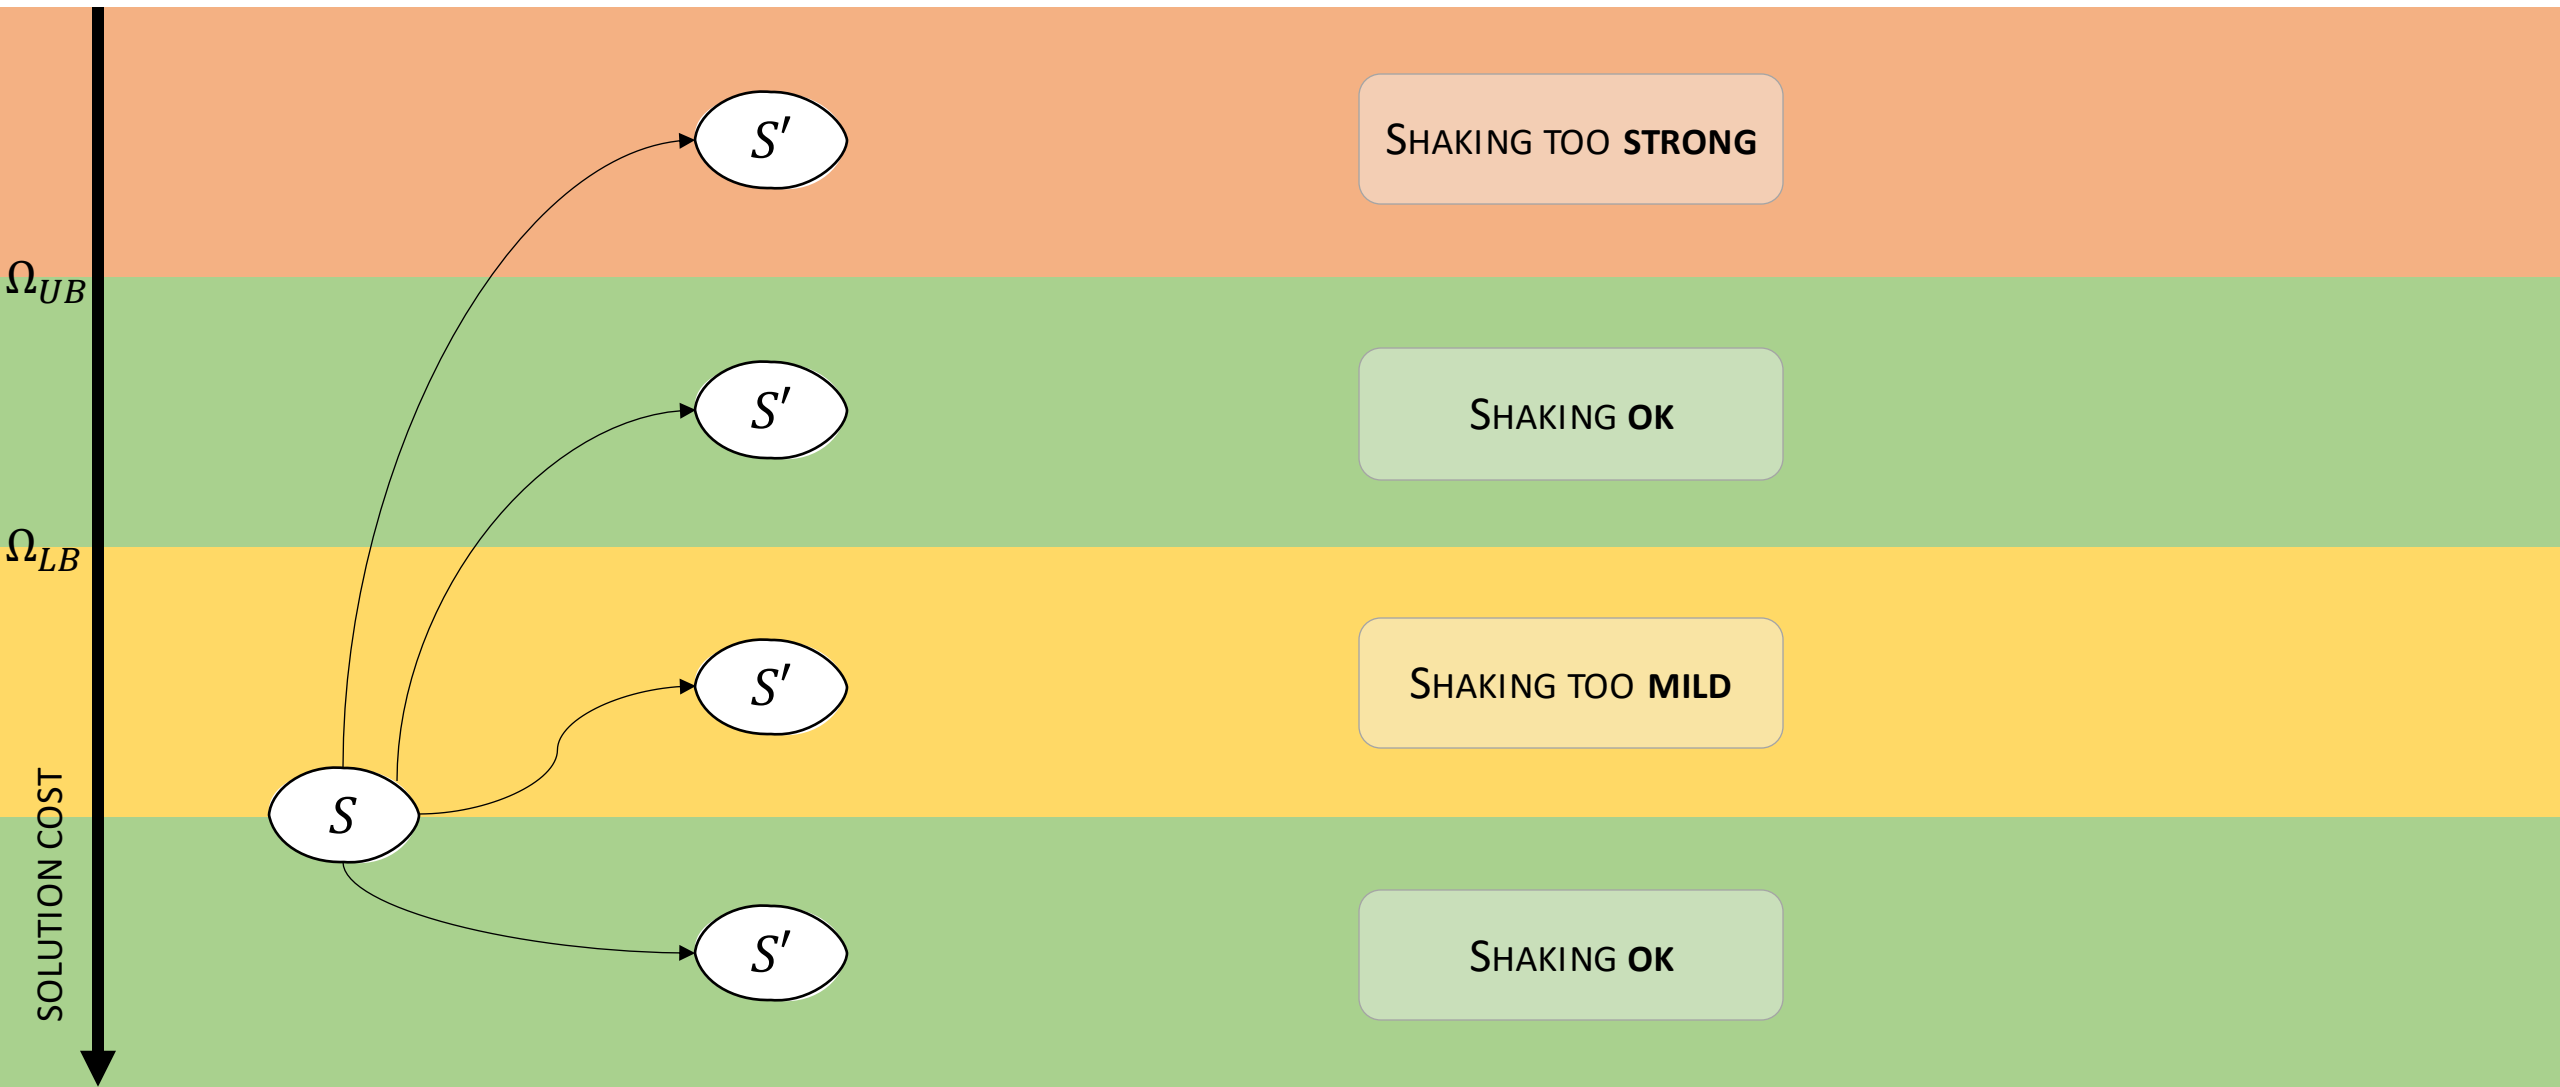 S′
SHAKING TOO STRONG
Ω_UB
S′
SHAKING OK
Ω_LB
S′
SHAKING TOO MILD
S
SOLUTION COST
S′
SHAKING OK